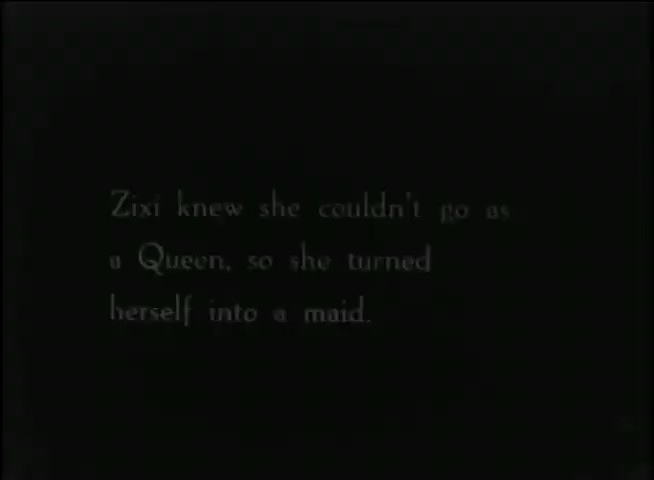 Zixi knew she couldn't go as
a Queen, so she turned
herself into a maid.